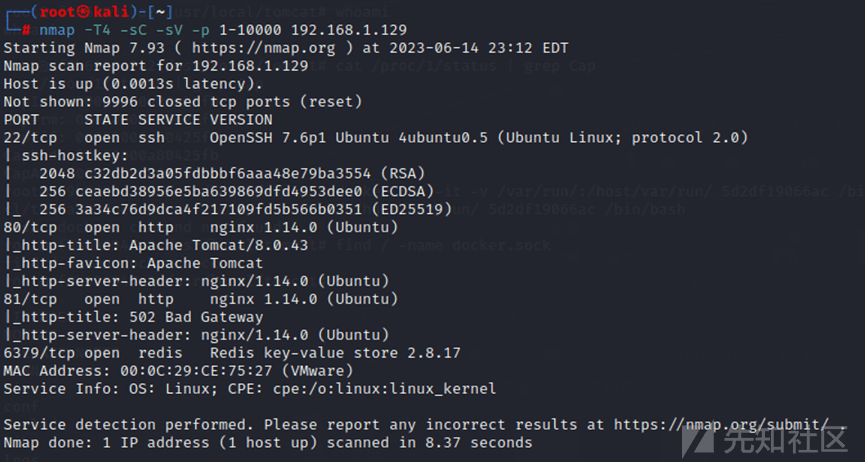 ──(root㉿kali)-[~]
└─# nmap -T4 -sC -sV -p 1-10000 192.168.1.129
Starting Nmap 7.93 ( https://nmap.org ) at 2023-06-14 23:12 EDT
Nmap scan report for 192.168.1.129
Host is up (0.0013s latency).
Not shown: 9996 closed tcp ports (reset)
PORT     STATE SERVICE VERSION
22/tcp   open  ssh     OpenSSH 7.6p1 Ubuntu 4ubuntu0.5 (Ubuntu Linux; protocol 2.0)
| ssh-hostkey:
|   2048 c32db2d3a05fdbbbf6aaa48e79ba3554 (RSA)
|   256 ceaebd38956e5ba639869dfd4953dee0 (ECDSA)
|_  256 3a34c76d9dca4f217109fd5b566b0351 (ED25519)
80/tcp   open  http    nginx 1.14.0 (Ubuntu)
|_http-title: Apache Tomcat/8.0.43
|_http-favicon: Apache Tomcat
|_http-server-header: nginx/1.14.0 (Ubuntu)
81/tcp   open  http    nginx 1.14.0 (Ubuntu)
|_http-title: 502 Bad Gateway
|_http-server-header: nginx/1.14.0 (Ubuntu)
6379/tcp open  redis   Redis key-value store 2.8.17
MAC Address: 00:0C:29:CE:75:27 (VMware)
Service Info: OS: Linux; CPE: cpe:/o:linux:linux_kernel
Service detection performed. Please report any incorrect results at https://nmap.org/submit/ .
Nmap done: 1 IP address (1 host up) scanned in 8.37 seconds
先知社区